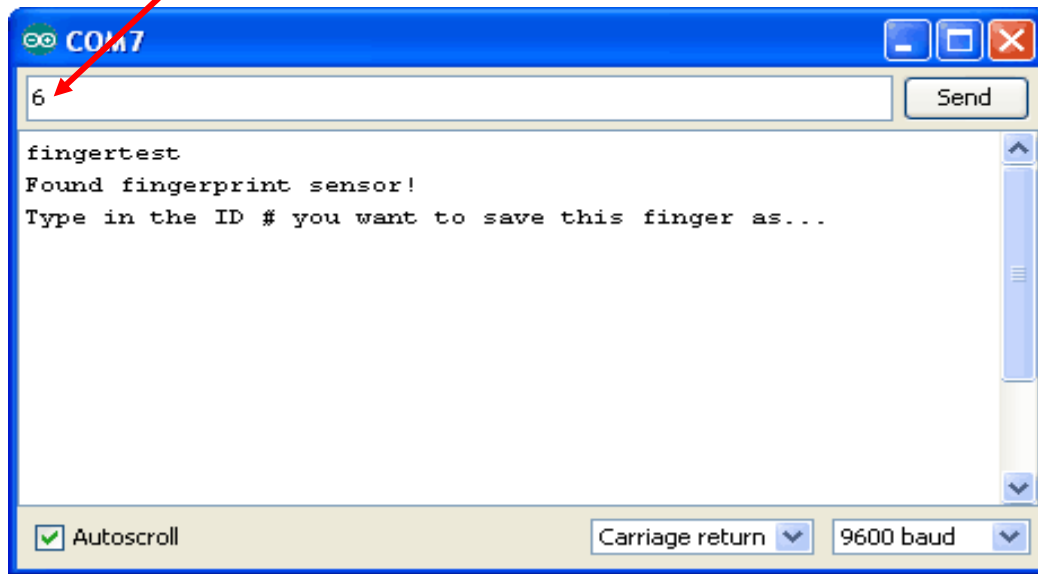 COM7
6
Send
fingertest
Found fingerprint sensor!
Type in the ID # you want to save this finger as...
Autoscroll
Carriage return
9600 baud